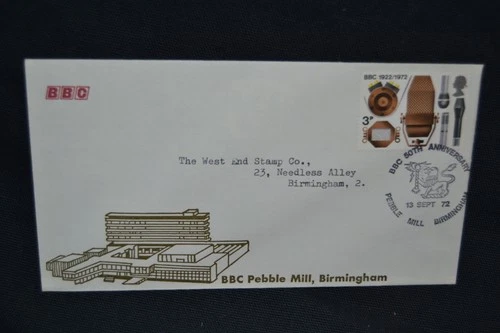 BBC
BBC 1922/1972
3P
The West End Stamp Co.,
23, Needless Alley
Birmingham, 2.
BBC 50TH ANNIVERSARY
13 SEPT 72
PEBBLE MILL BIRMINGHAM
BBC Pebble Mill, Birmingham